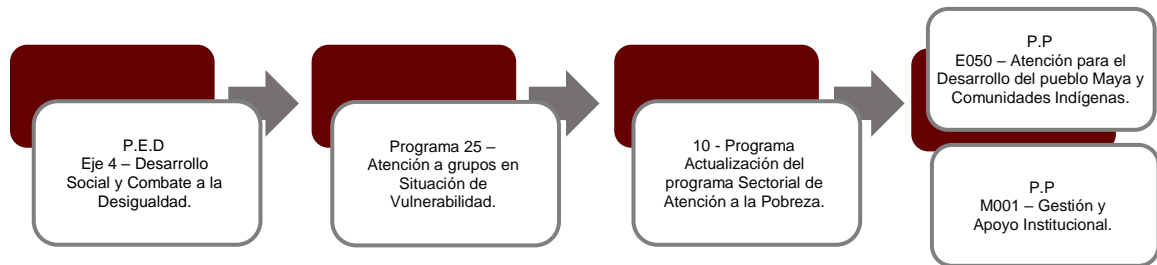 P.E.D
Eje 4 – Desarrollo
Social y Combate a la
Desigualdad.
Programa 25 –
Atención a grupos en
Situación de
Vulnerabilidad.
10 - Programa
Actualización del
programa Sectorial de
Atención a la Pobreza.
P.P
E050 – Atención para el
Desarrollo del pueblo Maya y
Comunidades Indígenas.
P.P
M001 – Gestión y
Apoyo Institucional.